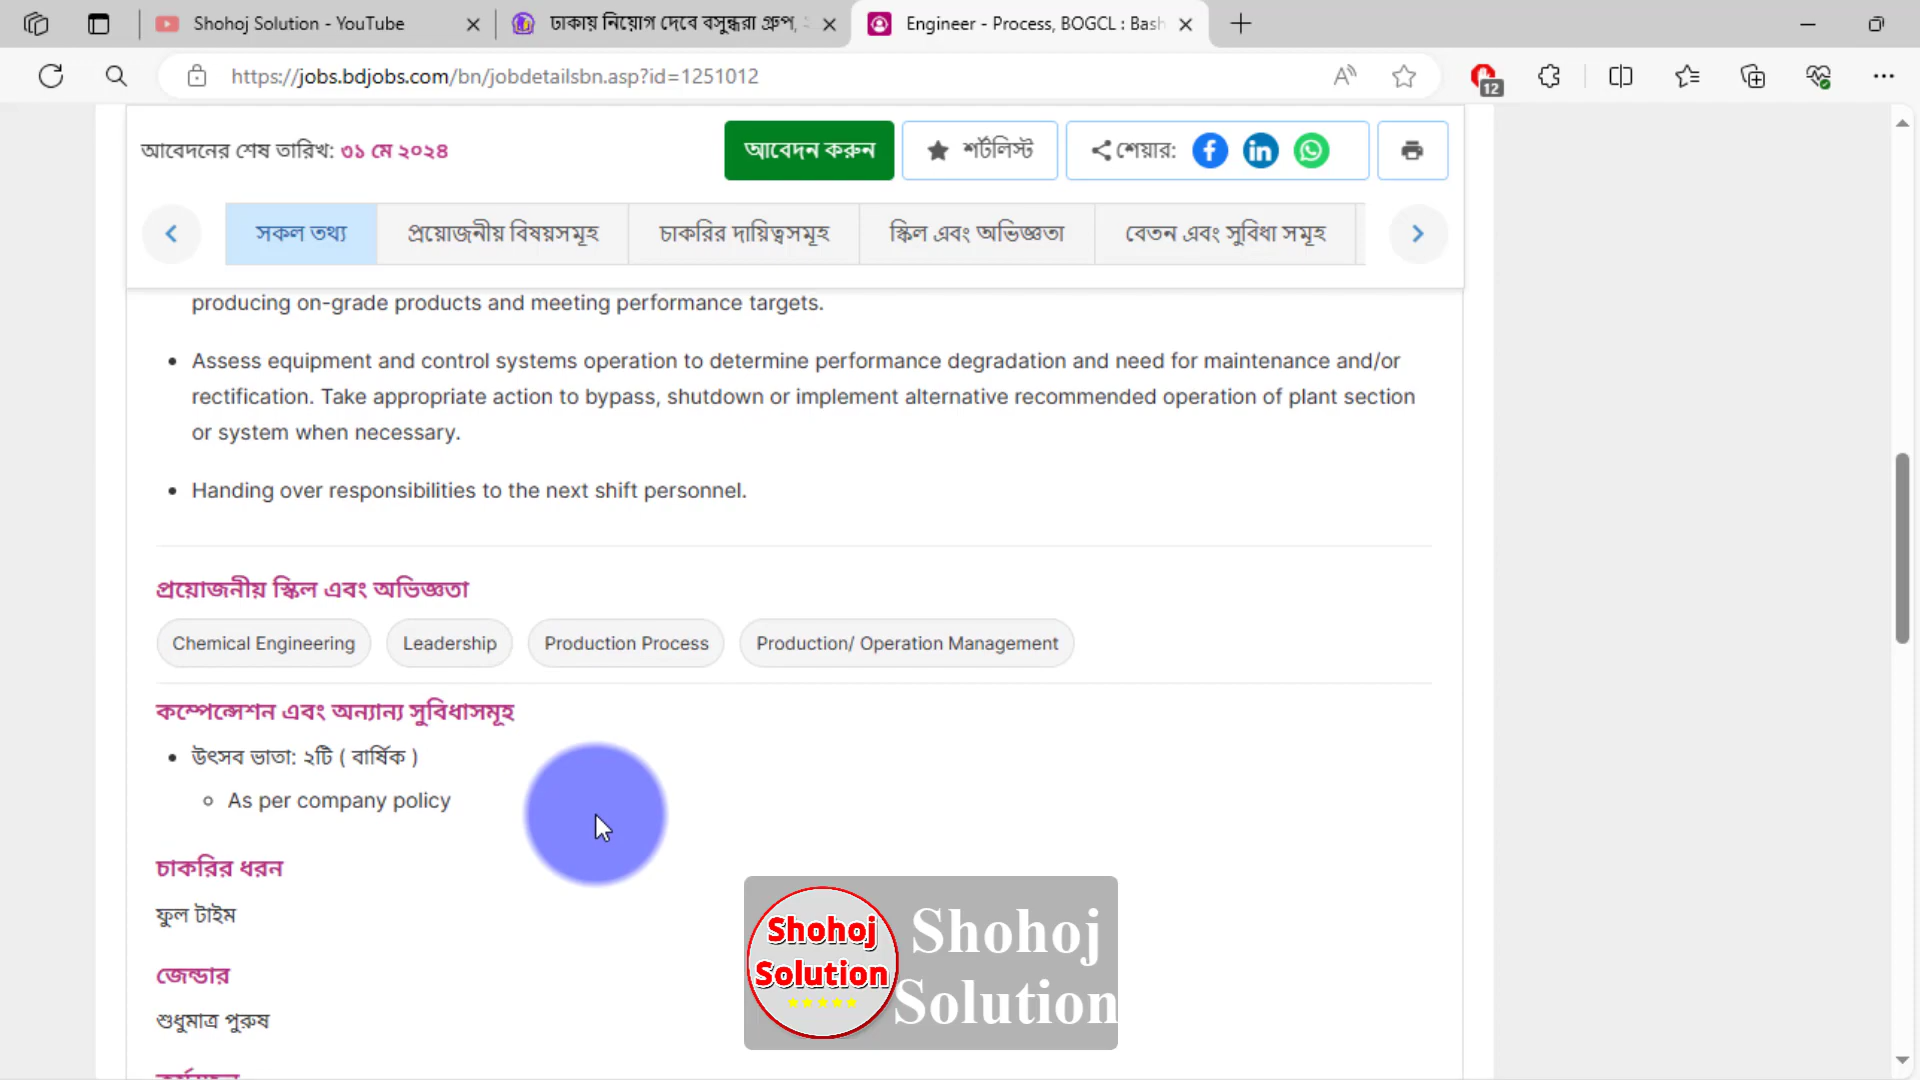 Shohoj Solution - YouTube
ঢাকায় নিয়োগ দেবে বসুন্ধরা গ্রুপ,
Engineer - Process, BOGCL : Bash
https://jobs.bdjobs.com/bn/jobdetailsbn.asp?id=1251012
12
আবেদনের শেষ তারিখ: ৩১ মে ২০২৪
আবেদন করুন
শর্টলিস্ট
শেয়ার:
সকল তথ্য
প্রয়োজনীয় বিষয়সমূহ
চাকরির দায়িত্বসমূহ
স্কিল এবং অভিজ্ঞতা
বেতন এবং সুবিধা সমূহ
producing on-grade products and meeting performance targets.
• Assess equipment and control systems operation to determine performance degradation and need for maintenance and/or
rectification. Take appropriate action to bypass, shutdown or implement alternative recommended operation of plant section
or system when necessary.
• Handing over responsibilities to the next shift personnel.
প্রয়োজনীয় স্কিল এবং অভিজ্ঞতা
Chemical Engineering
Leadership
Production Process
Production/ Operation Management
কম্পেন্সেশন এবং অন্যান্য সুবিধাসমূহ
• উৎসব ভাতা: ২টি ( বার্ষিক )
As per company policy
চাকরির ধরন
ফুল টাইম
জেন্ডার
শুধুমাত্র পুরুষ
Shohoj
Solution
Shohoj
Solution